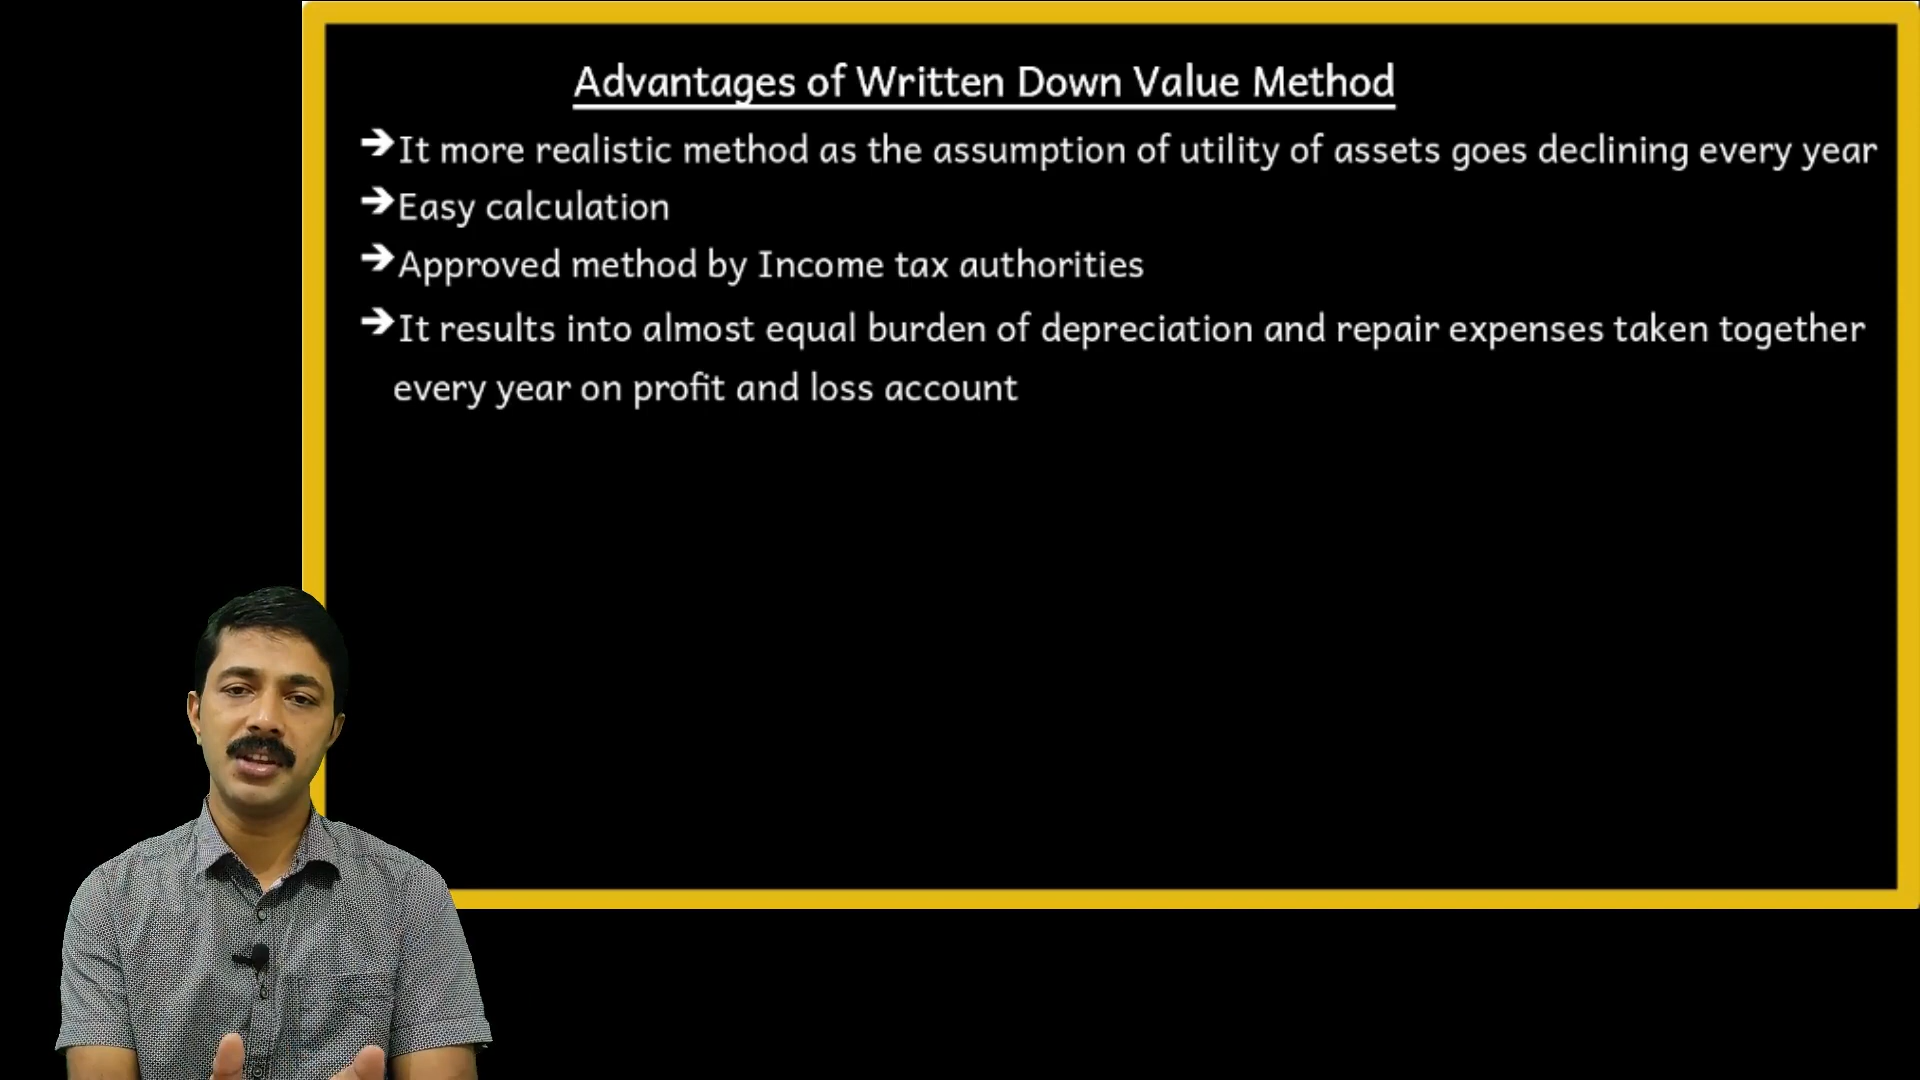 Advantages of Written Down Value Method
➔It more realistic method as the assumption of utility of assets goes declining every year
➔Easy calculation
➔Approved method by Income tax authorities
➔It results into almost equal burden of depreciation and repair expenses taken together
every year on profit and loss account